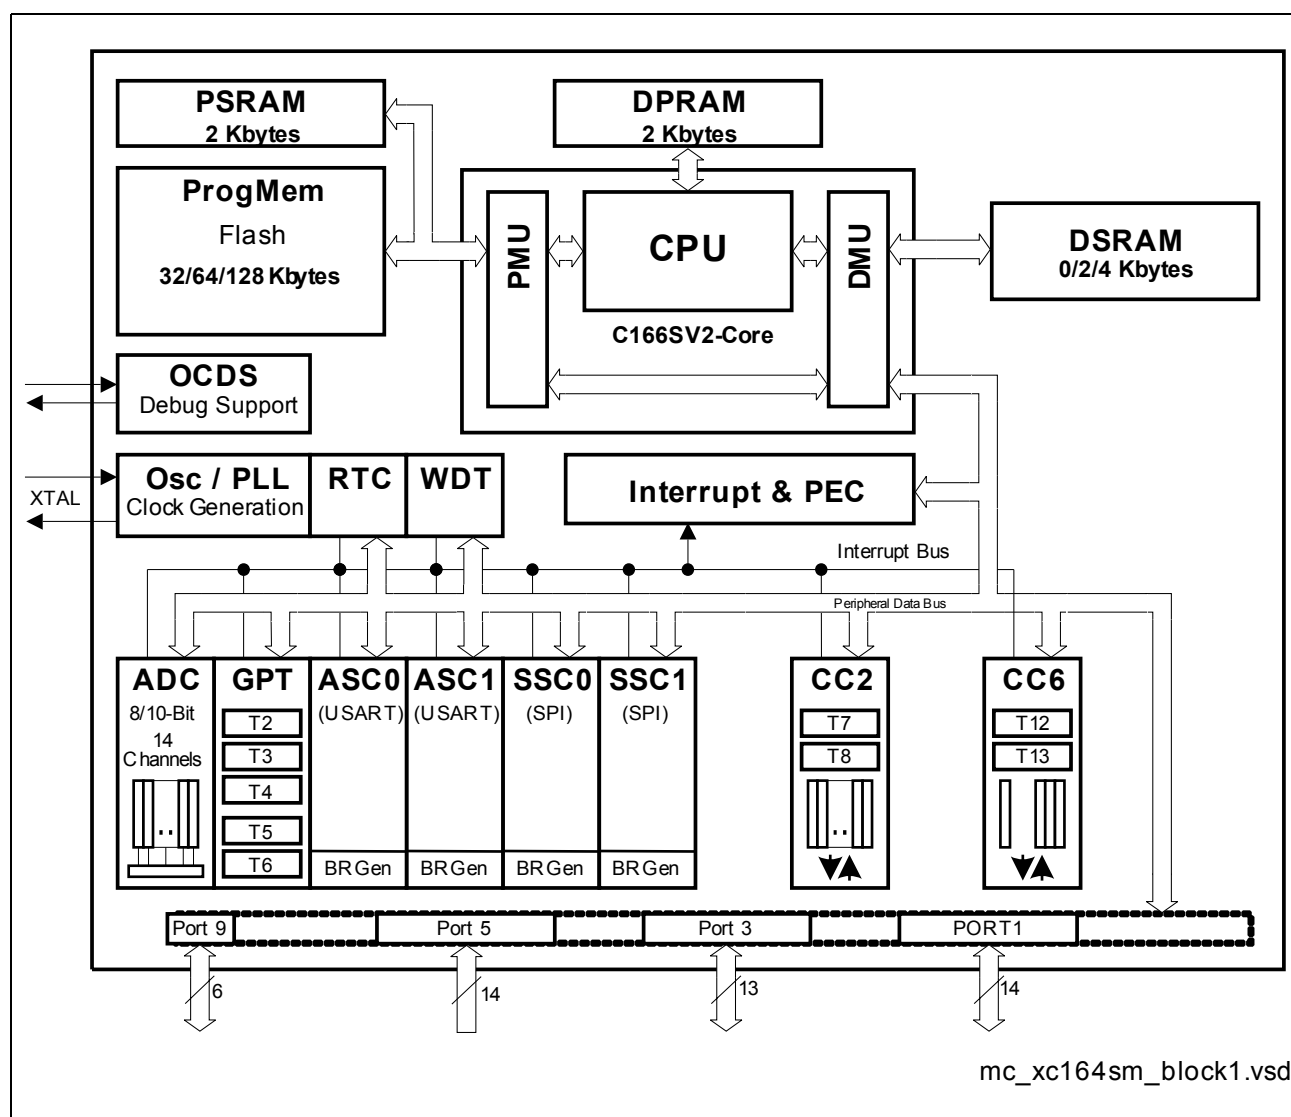 PSRAM
2 Kbytes
DPRAM
2 Kbytes
ProgMem
Flash
32/64/128 Kbytes
PMU
CPU
DMU
C166SV2-Core
DSRAM
0/2/4 Kbytes
OCDS
Debug Support
XTAL
Osc / PLL
Clock Generation
RTC
WDT
Interrupt & PEC
Interrupt Bus
Peripheral Data Bus
ADC
8/10-Bit
14
Channels
..
GPT
T2
T3
T4
T5
T6
ASC0
(USART)
BRGen
ASC1
(USART)
BRGen
SSC0
(SPI)
BRGen
SSC1
(SPI)
BRGen
CC2
T7
T8
..
CC6
T12
T13
Port 9
Port 5
Port 3
PORT1
6
14
13
14
mc_xc164sm_block1.vsd